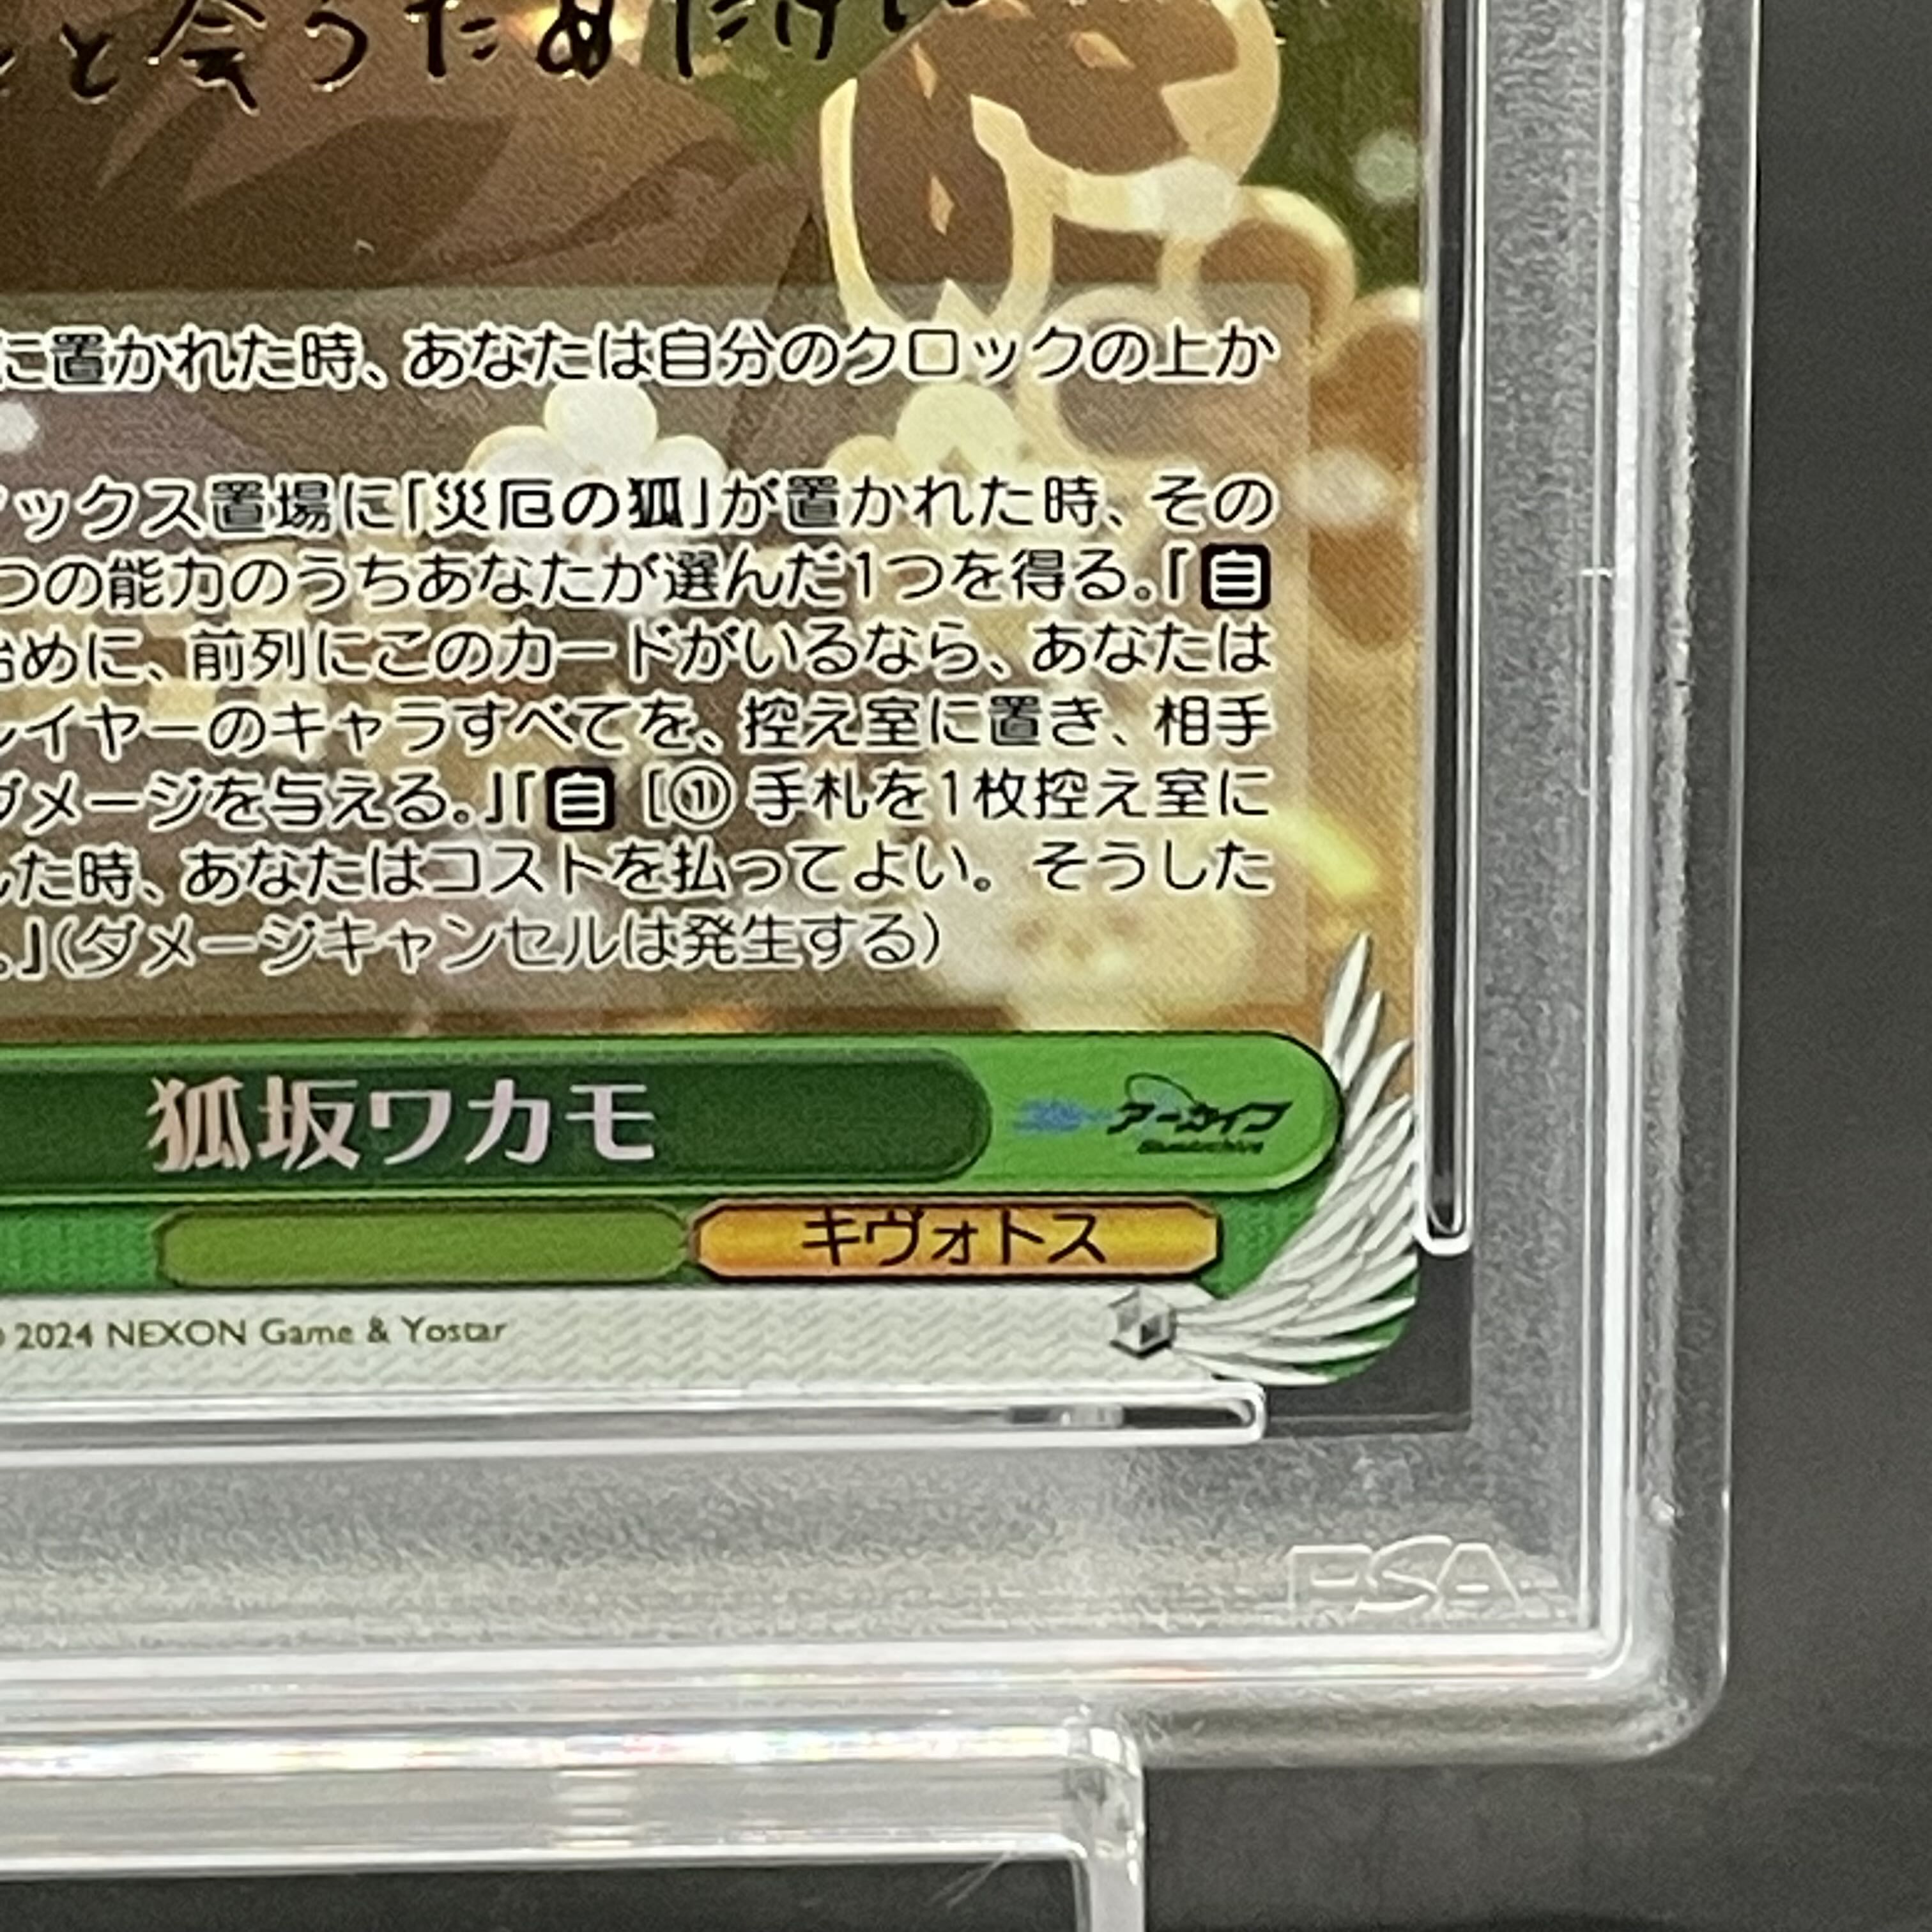 と会うためだけに
に置かれた時、あなたは自分のクロックの上か
ックス置場に「災厄の狐」が置かれた時、その
つの能力のうちあなたが選んだ1つを得る。「自
始めに、前列にこのカードがいるなら、あなたは
レイヤーのキャラすべてを、控え室に置き、相手
ダメージを与える。」「自 [① 手札を1枚控え室に
した時、あなたはコストを払ってよい。そうした
。」（ダメージキャンセルは発生する）
狐坂ワカモ
ブルーアーカイブ
BlueArchive
キヴォトス
2024 NEXON Game & Yostar
PSA